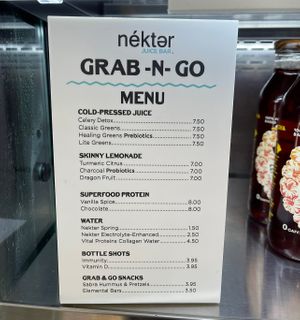 néktər
JUICE BAR
GRAB -N- GO
MENU
COLD-PRESSED JUICE
Celery Detox 7.50
Classic Greens 7.50
Healing Greens Prebiotics 7.50
Lite Greens 7.50
SKINNY LEMONADE
Turmeric Citrus 7.00
Charcoal Probiotics 7.00
Dragon Fruit 7.00
SUPERFOOD PROTEIN
Vanilla Spice 8.00
Chocolate 8.00
WATER
Nekter Spring 1.50
Nekter Electrolyte-Enhanced 2.50
Vital Proteins Collagen Water 4.50
BOTTLE SHOTS
Immunity 3.95
Vitamin D 3.95
GRAB & GO SNACKS
Sabra Hummus & Pretzels 3.95
Elemental Bars 3.50